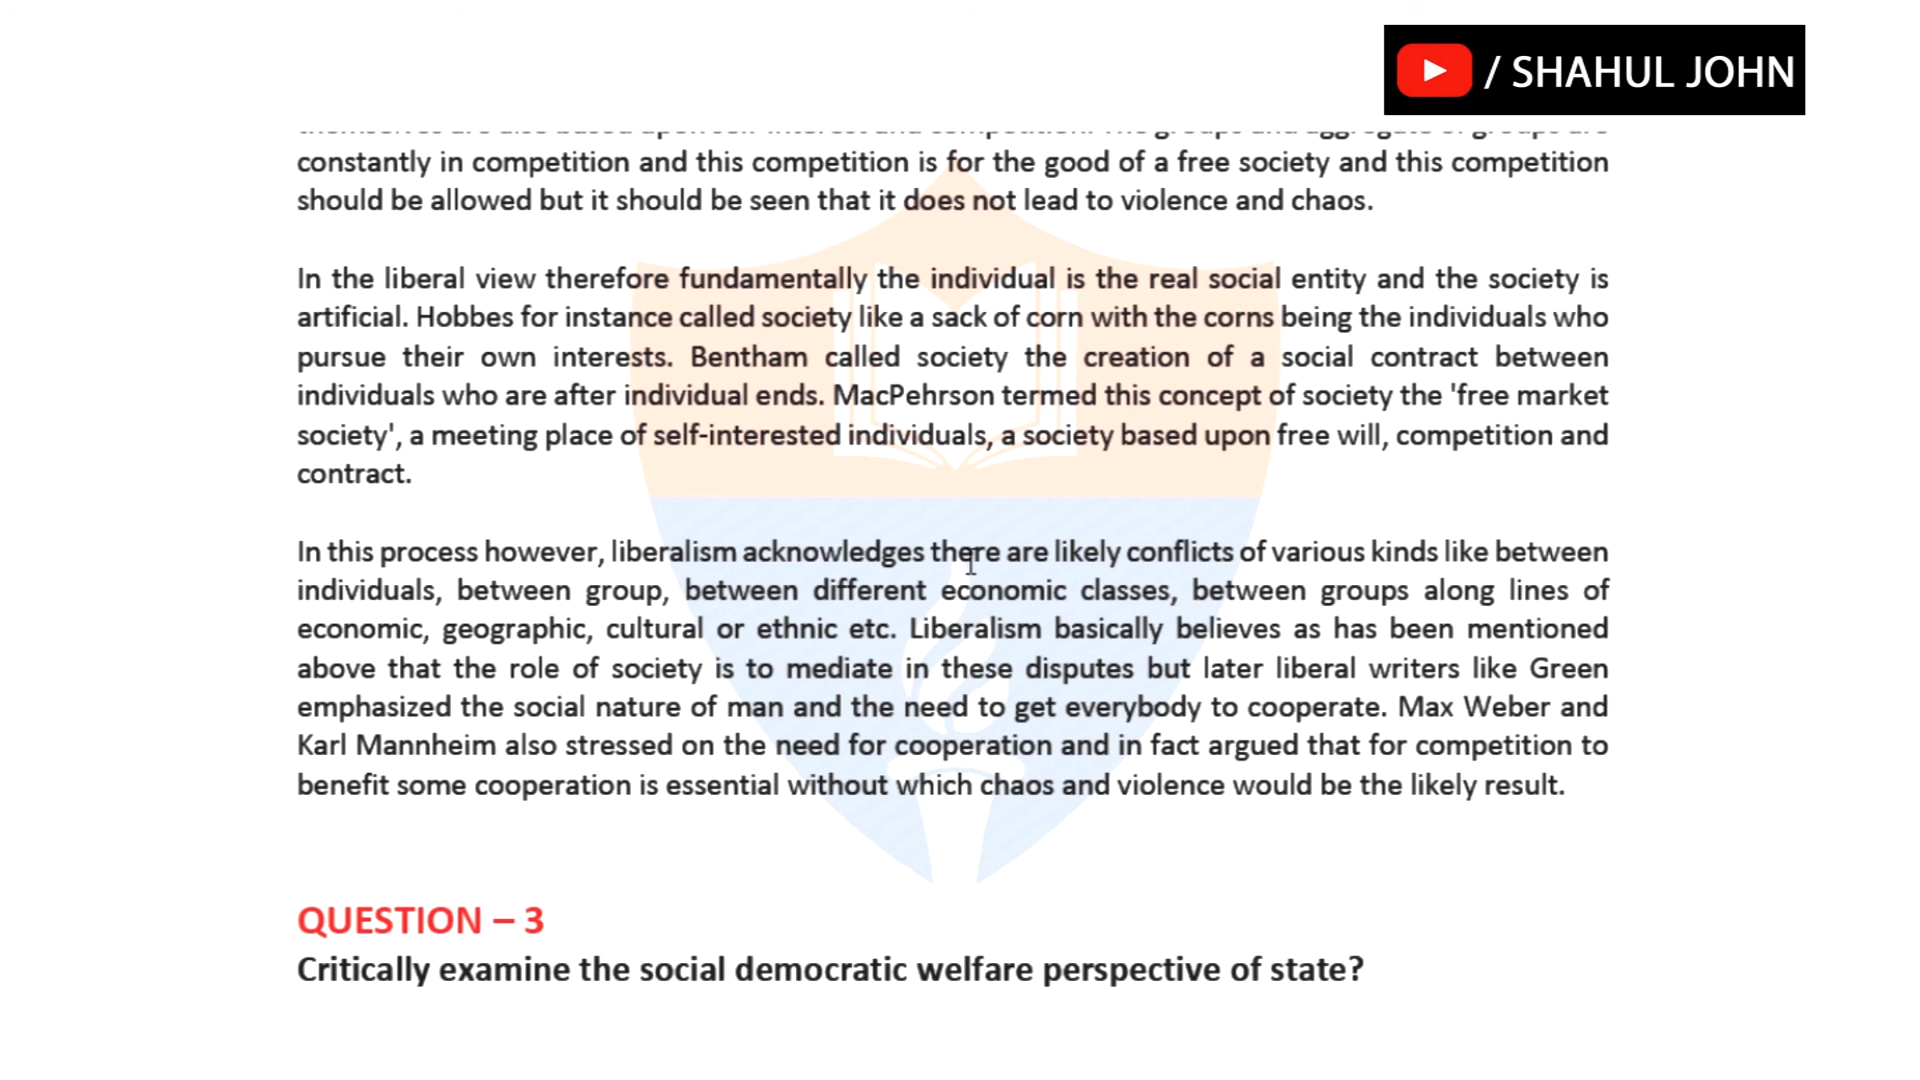 / SHAHUL JOHN
constantly in competition and this competition is for the good of a free society and this competition
should be allowed but it should be seen that it does not lead to violence and chaos.
In the liberal view therefore fundamentally the individual is the real social entity and the society is
artificial. Hobbes for instance called society like a sack of corn with the corns being the individuals who
pursue their own interests. Bentham called society the creation of a social contract between
individuals who are after individual ends. MacPehrson termed this concept of society the 'free market
society', a meeting place of self-interested individuals, a society based upon free will, competition and
contract.
In this process however, liberalism acknowledges there are likely conflicts of various kinds like between
individuals, between group, between different economic classes, between groups along lines of
economic, geographic, cultural or ethnic etc. Liberalism basically believes as has been mentioned
above that the role of society is to mediate in these disputes but later liberal writers like Green
emphasized the social nature of man and the need to get everybody to cooperate. Max Weber and
Karl Mannheim also stressed on the need for cooperation and in fact argued that for competition to
benefit some cooperation is essential without which chaos and violence would be the likely result.
QUESTION – 3
Critically examine the social democratic welfare perspective of state?